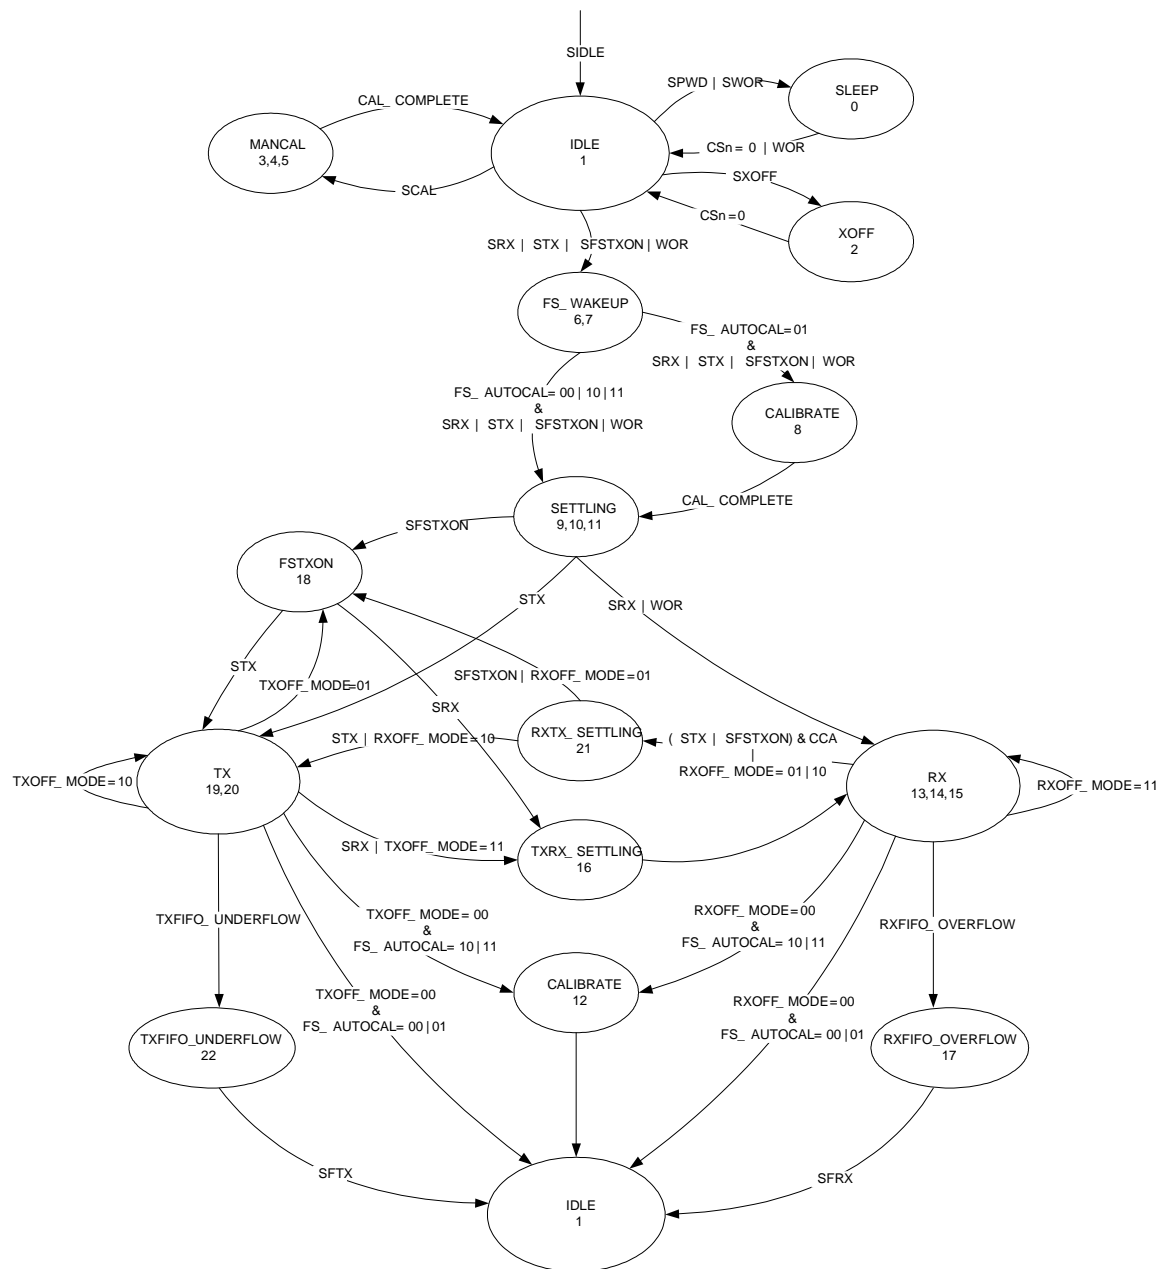 SIDLE
SPWD | SWOR
SLEEP
0
CAL_ COMPLETE
MANCAL
3,4,5
IDLE
1
CSn = 0 | WOR
SCAL
SXOFF
CSn = 0
XOFF
2
SRX | STX | SFSTXON | WOR
FS_ WAKEUP
6,7
FS_ AUTOCAL= 01
&
SRX | STX | SFSTXON | WOR
FS_ AUTOCAL= 00 | 10 | 11
&
SRX | STX | SFSTXON | WOR
CALIBRATE
8
SETTLING
9,10,11
CAL_ COMPLETE
SFSTXON
FSTXON
18
STX
SRX | WOR
STX
TXOFF_ MODE=01
SFSTXON | RXOFF_ MODE = 01
SRX
RXTX_ SETTLING
21
STX | RXOFF_ MODE = 10
( STX | SFSTXON ) & CCA
|
RXOFF_ MODE = 01 | 10
TXOFF_ MODE = 10
TX
19,20
RX
13,14,15
RXOFF_ MODE = 11
SRX | TXOFF_ MODE = 11
TXRX_ SETTLING
16
TXFIFO_ UNDERFLOW
TXOFF_ MODE = 00
&
FS_ AUTOCAL= 10 | 11
RXOFF_ MODE = 00
&
FS_ AUTOCAL= 10 | 11
RXFIFO_ OVERFLOW
TXOFF_ MODE = 00
&
FS_ AUTOCAL= 00 | 01
CALIBRATE
12
RXOFF_ MODE = 00
&
FS_ AUTOCAL= 00 | 01
TXFIFO_UNDERFLOW
22
RXFIFO_OVERFLOW
17
SFTX
SFRX
IDLE
1